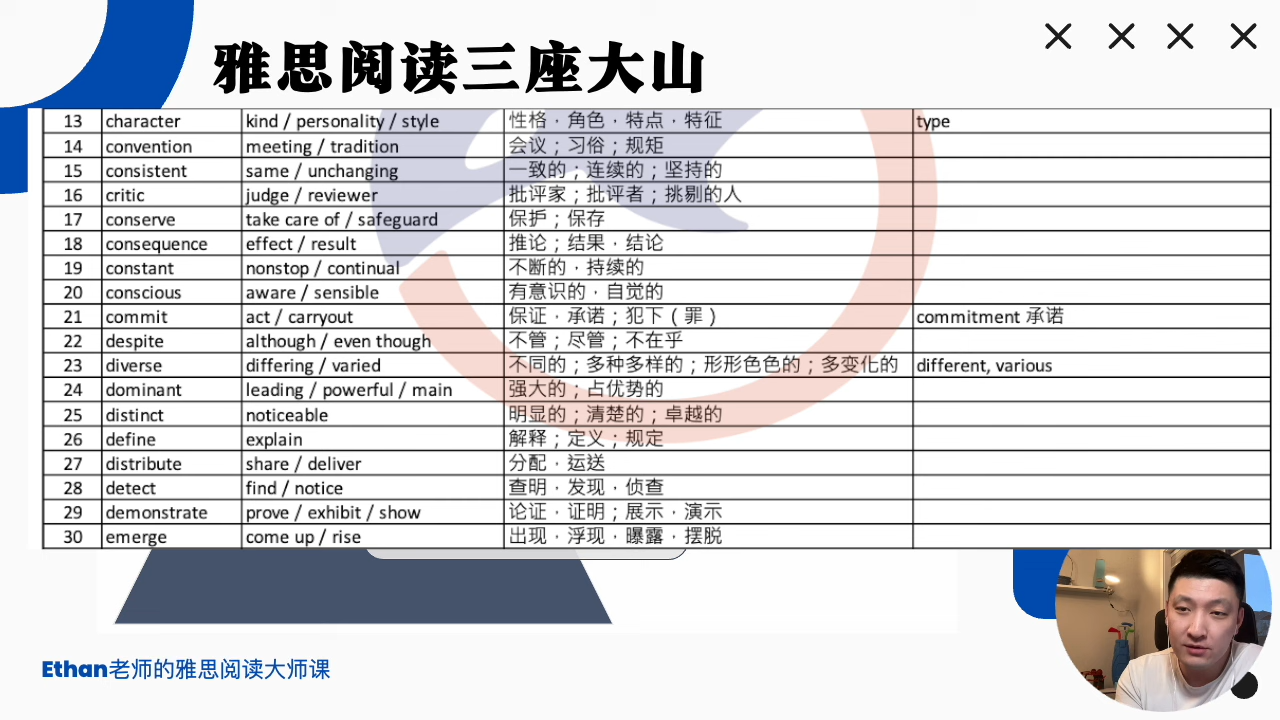 雅思阅读三座大山
13 character kind / personality / style 性格，角色，特点，特征 type
14 convention meeting / tradition 会议；习俗；规矩
15 consistent same / unchanging 一致的；连续的；坚持的
16 critic judge / reviewer 批评家；批评者；挑剔的人
17 conserve take care of / safeguard 保护；保存
18 consequence effect / result 推论；结果，结论
19 constant nonstop / continual 不断的，持续的
20 conscious aware / sensible 有意识的，自觉的
21 commit act / carryout 保证，承诺；犯下（罪） commitment 承诺
22 despite although / even though 不管；尽管；不在乎
23 diverse differing / varied 不同的；多种多样的；形形色色的；多变化的 different, various
24 dominant leading / powerful / main 强大的；占优势的
25 distinct noticeable 明显的；清楚的；卓越的
26 define explain 解释；定义；规定
27 distribute share / deliver 分配，运送
28 detect find / notice 查明，发现，侦查
29 demonstrate prove / exhibit / show 论证，证明；展示，演示
30 emerge come up / rise 出现，浮现，曝露，摆脱
Ethan老师的雅思阅读大师课